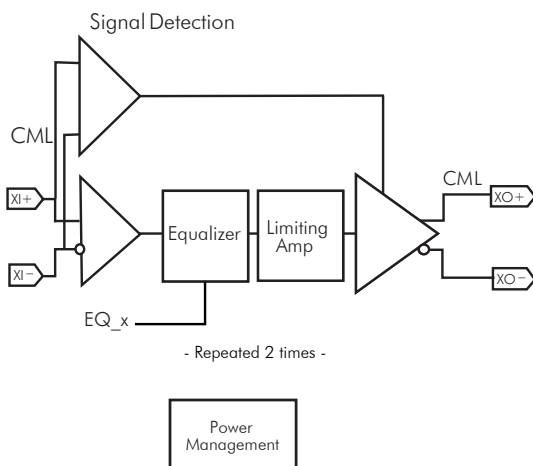 Signal Detection
CML
XI+
XI−
Equalizer
Limiting
Amp
CML
XO+
XO−
EQ_x
- Repeated 2 times -
Power
Management